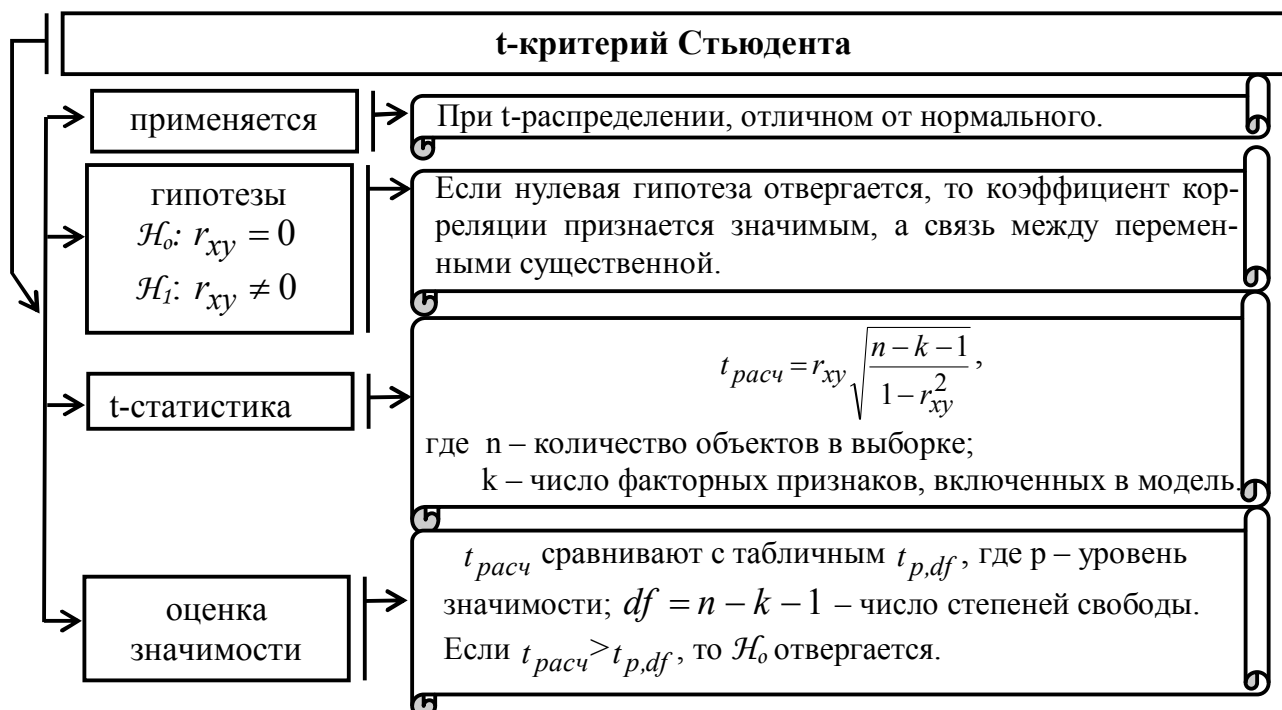 t-критерий Стьюдента
применяется
При t-распределении, отличном от нормального.
гипотезы
ℋₒ: r_xy = 0
ℋ₁: r_xy ≠ 0
Если нулевая гипотеза отвергается, то коэффициент кор-
реляции признается значимым, а связь между перемен-
ными существенной.
t-статистика
t_расч = r_xy √((n − k − 1)/(1 − r²_xy)),
где n – количество объектов в выборке;
k – число факторных признаков, включенных в модель.
оценка
значимости
t_расч сравнивают с табличным t_p,df, где p – уровень
значимости; df = n − k − 1 – число степеней свободы.
Если t_расч > t_p,df, то ℋₒ отвергается.